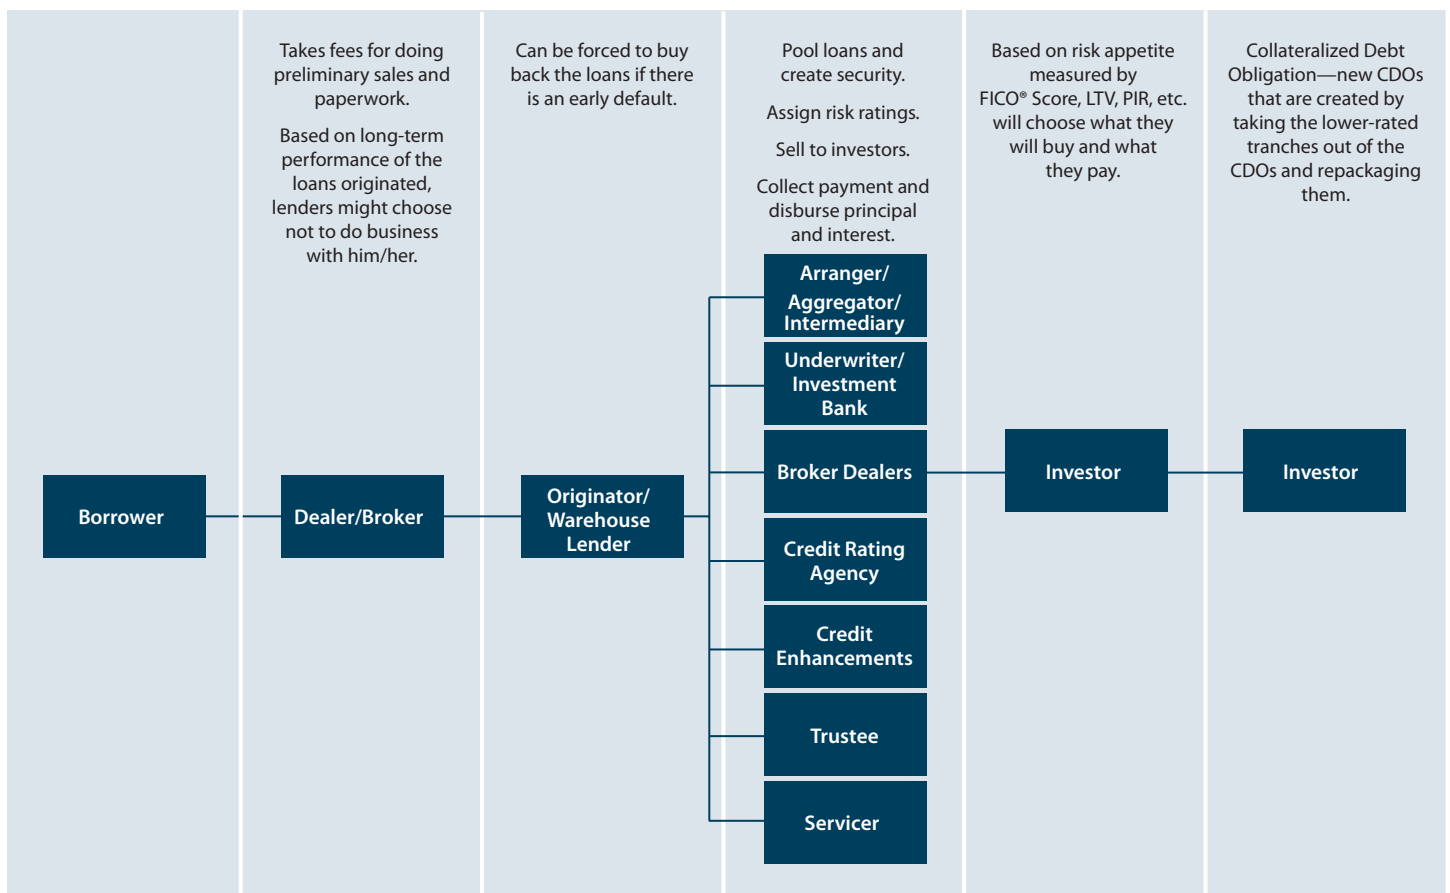 Takes fees for doing
preliminary sales and
paperwork.
Based on long-term
performance of the
loans originated,
lenders might choose
not to do business
with him/her.
Can be forced to buy
back the loans if there
is an early default.
Pool loans and
create security.
Assign risk ratings.
Sell to investors.
Collect payment and
disburse principal
and interest.
Based on risk appetite
measured by
FICO® Score, LTV, PIR, etc.
will choose what they
will buy and what
they pay.
Collateralized Debt
Obligation—new CDOs
that are created by
taking the lower-rated
tranches out of the
CDOs and repackaging
them.
Borrower
Dealer/Broker
Originator/
Warehouse
Lender
Arranger/
Aggregator/
Intermediary
Underwriter/
Investment
Bank
Broker Dealers
Credit Rating
Agency
Credit
Enhancements
Trustee
Servicer
Investor
Investor